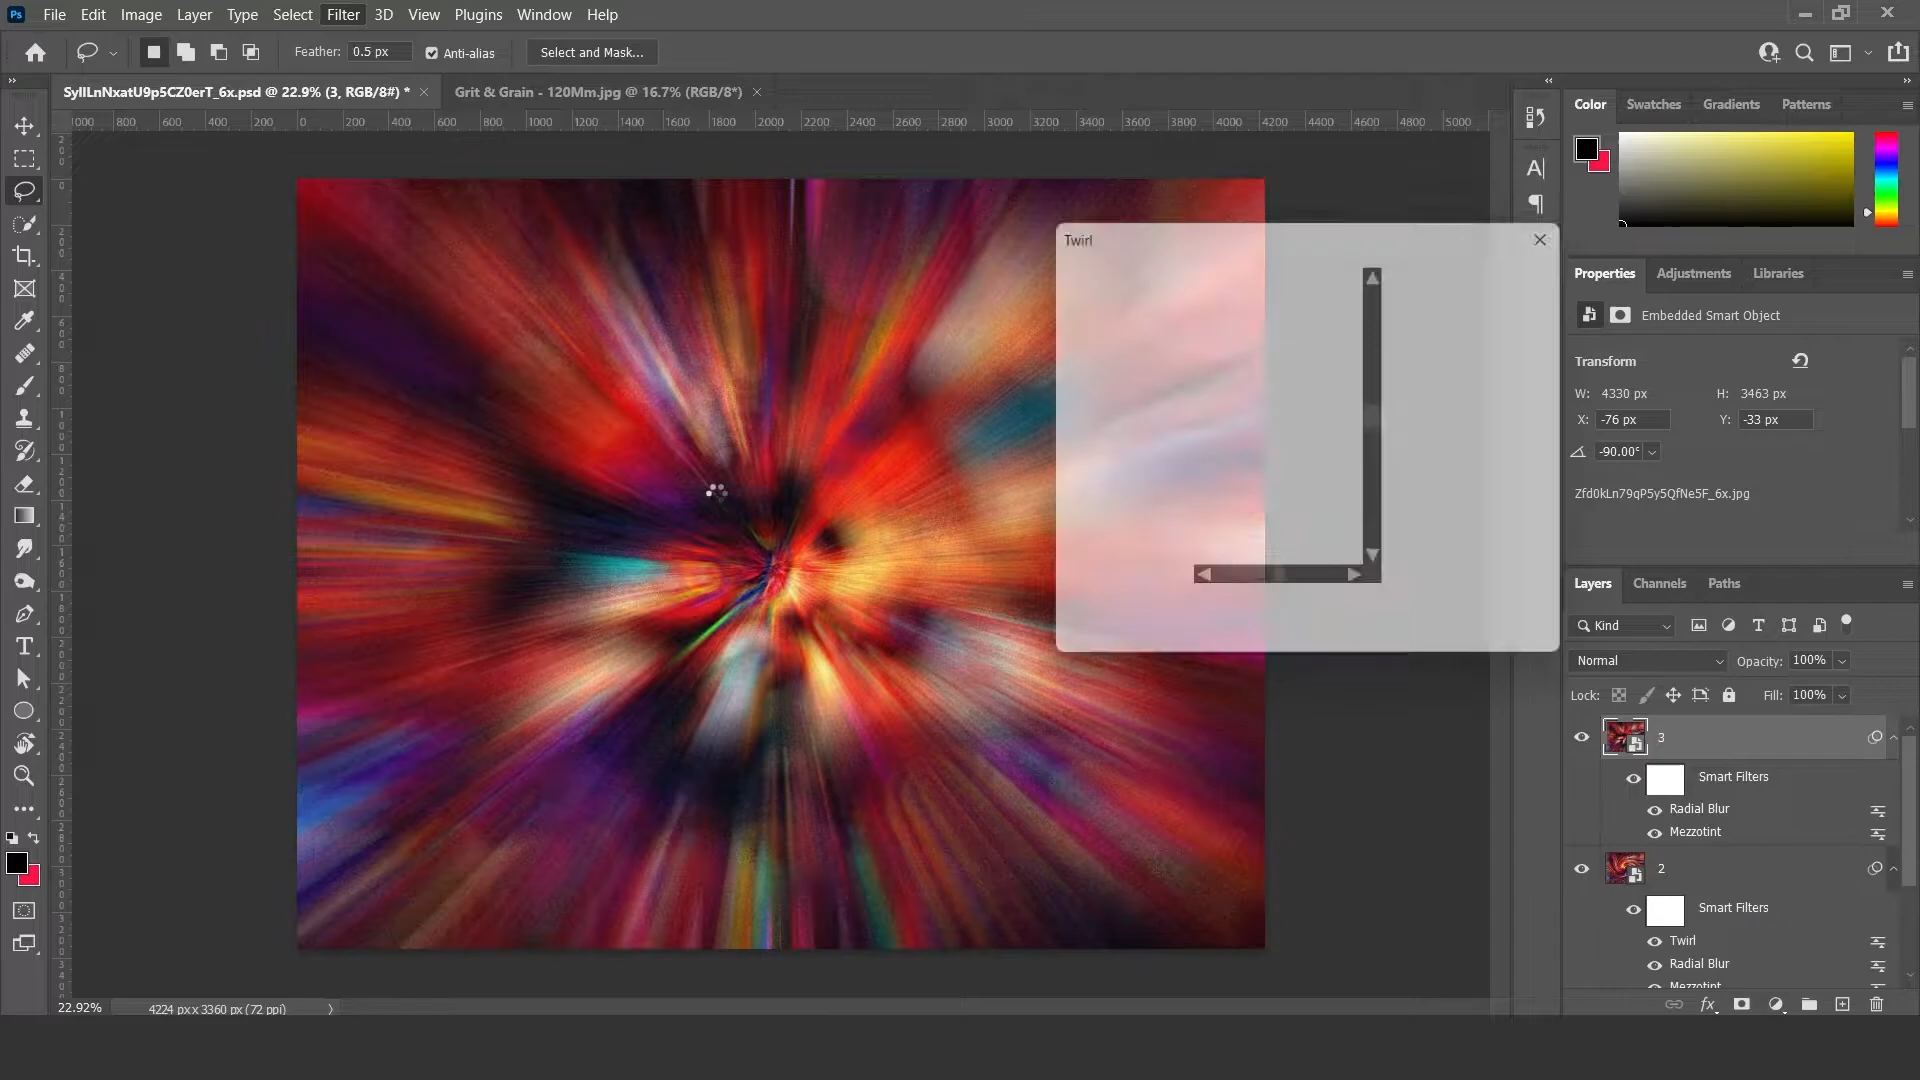 Ps File Edit Image Layer Type Select Filter 3D View Plugins Window Help
Feather: 0.5 px Anti-alias Select and Mask...
SyllLnNxatU9p5CZ0erT_6x.psd @ 22.9% (3, RGB/8#) * Grit & Grain - 120Mm.jpg @ 16.7% (RGB/8*)
000 800 600 400 200 0 200 400 600 800 1000 1200 1400 1600 1800 2000 2200 2400 2600 2800 3000 3200 3400 3600 3800 4000 4200 4400 4600 4800 5000
Color Swatches Gradients Patterns
Twirl
Properties Adjustments Libraries
Embedded Smart Object
Transform
W: 4330 px H: 3463 px
X: -76 px Y: -33 px
-90.00°
Zfd0kLn79qP5y5QfNe5F_6x.jpg
Layers Channels Paths
Kind
Normal Opacity: 100%
Lock: Fill: 100%
3
Smart Filters
Radial Blur
Mezzotint
2
Smart Filters
Twirl
Radial Blur
Mezzotint
22.92% 4224 px x 3360 px (72 ppi)